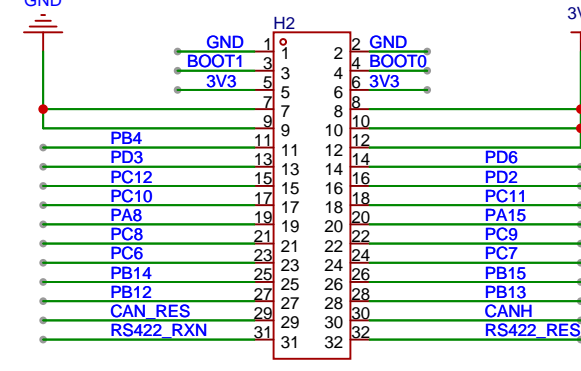 GND
3V
H2
GND 1 1 2 2 GND
BOOT1 3 3 4 4 BOOT0
3V3 5 5 6 6 3V3
7 7 8 8
9 9 10 10
PB4 11 11 12 12
PD3 13 13 14 14 PD6
PC12 15 15 16 16 PD2
PC10 17 17 18 18 PC11
PA8 19 19 20 20 PA15
PC8 21 21 22 22 PC9
PC6 23 23 24 24 PC7
PB14 25 25 26 26 PB15
PB12 27 27 28 28 PB13
CAN_RES 29 29 30 30 CANH
RS422_RXN 31 31 32 32 RS422_RES